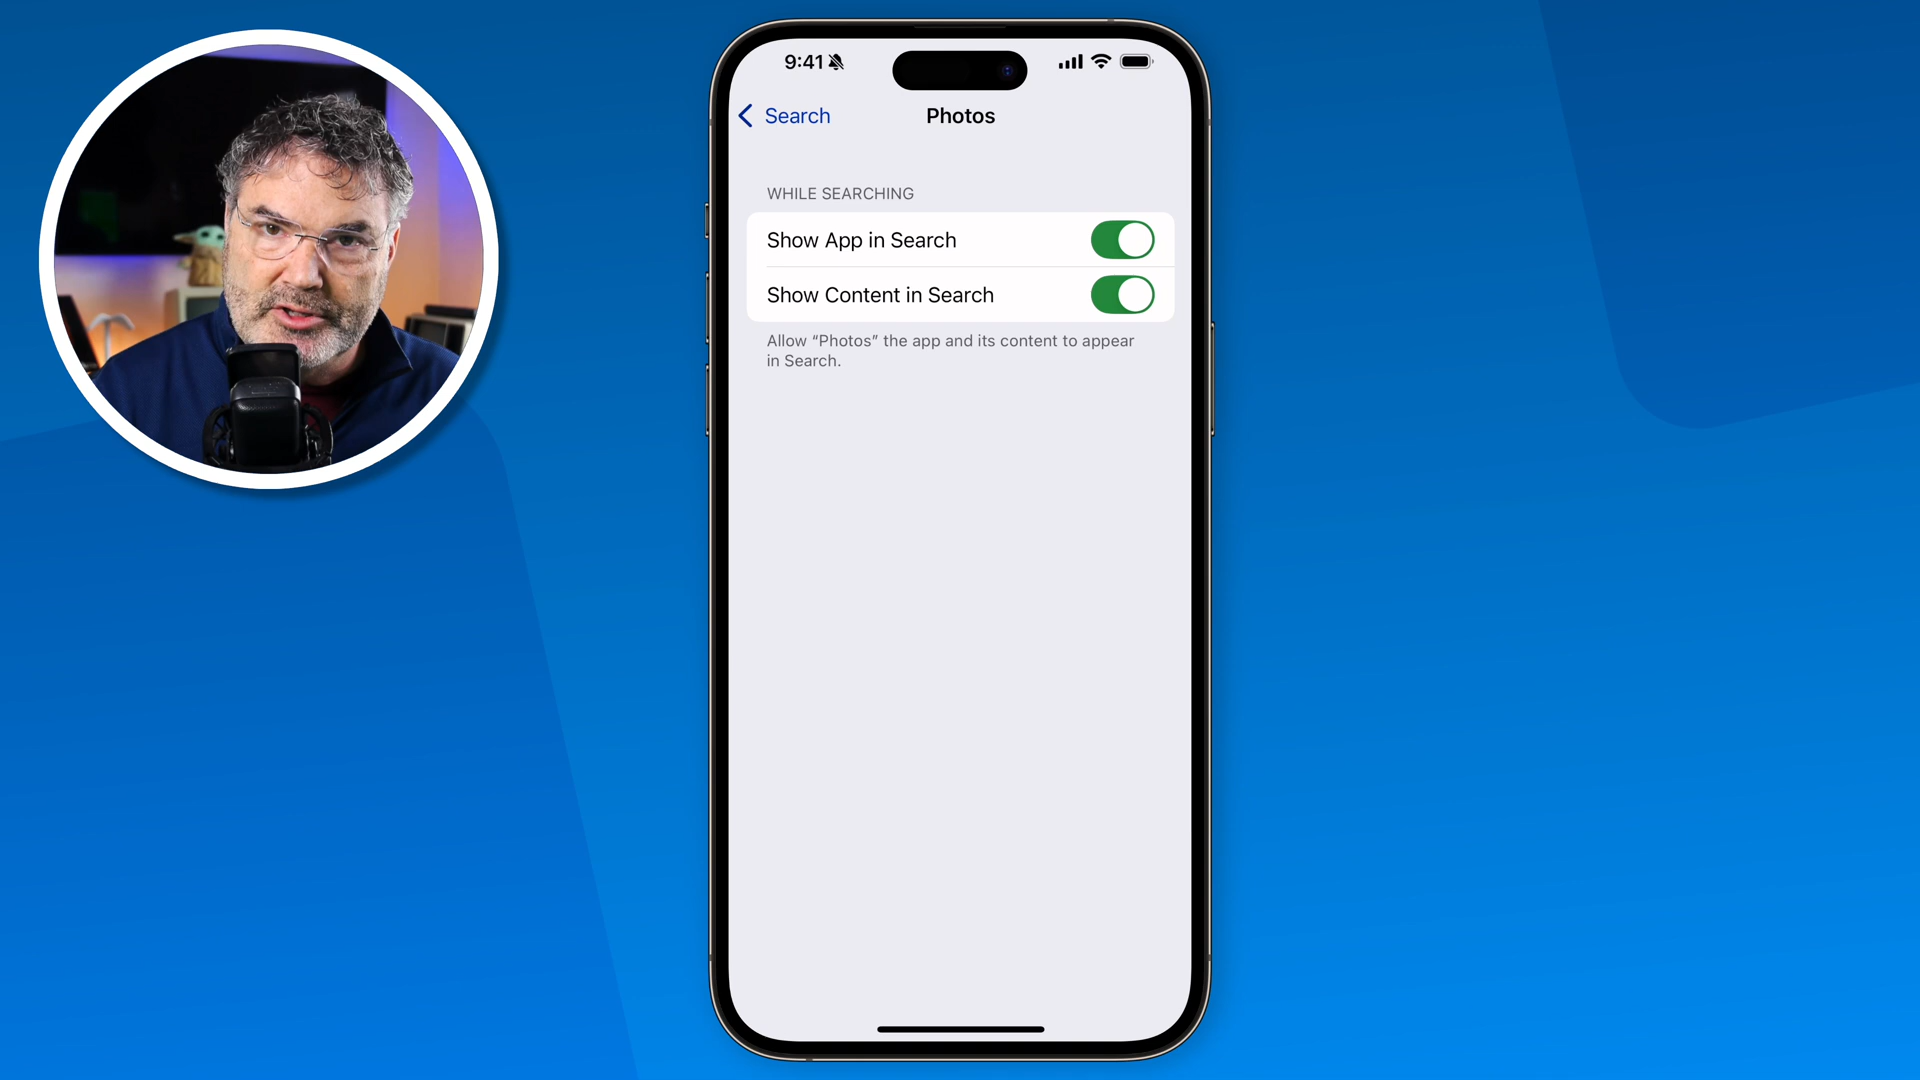 9:41
Search
Photos
WHILE SEARCHING
Show App in Search
Show Content in Search
Allow “Photos” the app and its content to appear
in Search.